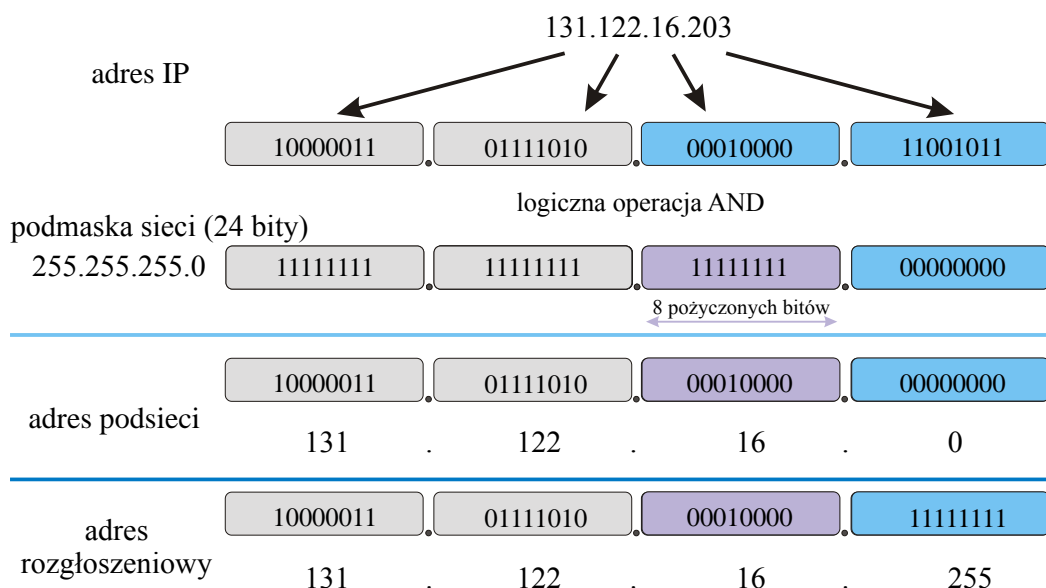 131.122.16.203
adres IP
10000011 . 01111010 . 00010000 . 11001011
logiczna operacja AND
podmaska sieci (24 bity)
255.255.255.0 11111111 . 11111111 . 11111111 . 00000000
8 pożyczonych bitów
10000011 . 01111010 . 00010000 . 00000000
adres podsieci
131 . 122 . 16 . 0
10000011 . 01111010 . 00010000 . 11111111
adres
rozgłoszeniowy
131 . 122 . 16 . 255